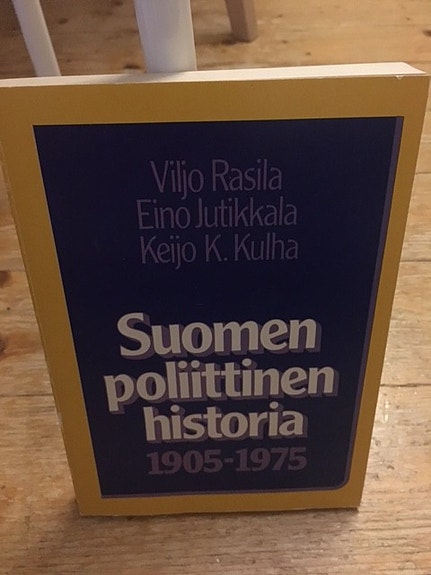 Viljo Rasila
Eino Jutikkala
Keijo K. Kulha
Suomen
poliittinen
historia
1905-1975